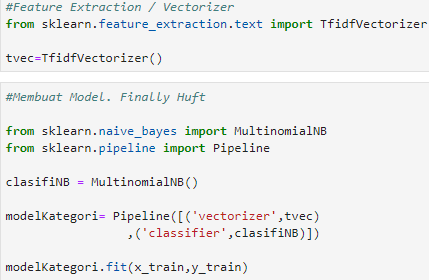 #Feature Extraction / Vectorizer
from sklearn.feature_extraction.text import TfidfVectorizer
tvec=TfidfVectorizer()
#Membuat Model. Finally Huft
from sklearn.naive_bayes import MultinomialNB
from sklearn.pipeline import Pipeline
clasifiNB = MultinomialNB()
modelKategori= Pipeline([('vectorizer',tvec)
,('classifier',clasifiNB)])
modelKategori.fit(x_train,y_train)